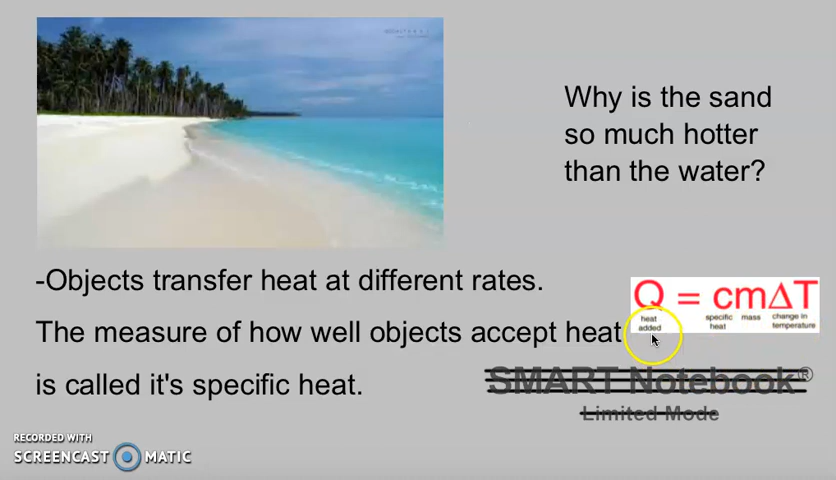 Why is the sand
so much hotter
than the water?
-Objects transfer heat at different rates.
The measure of how well objects accept heat
is called it's specific heat.
Q = cmΔT
heat added
specific heat
mass
change in temperature
SMART Notebook®
Limited Mode
RECORDED WITH
SCREENCAST MATIC